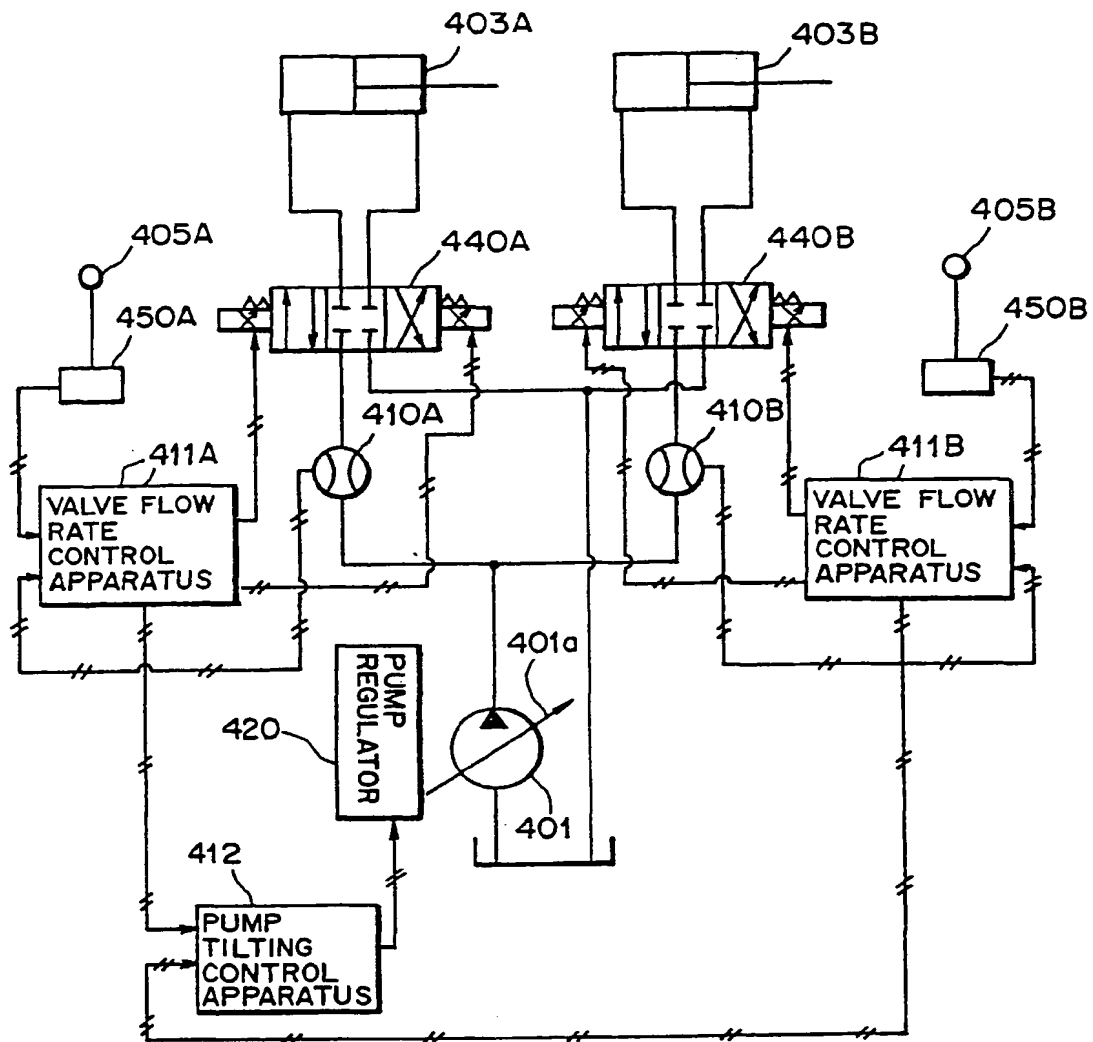 403A
403B
405A
440A
440B
405B
450A
450B
410A
410B
411A
VALVE FLOW
RATE
CONTROL
APPARATUS
411B
VALVE FLOW
RATE
CONTROL
APPARATUS
401a
PUMP
REGULATOR
420
401
412
PUMP
TILTING
CONTROL
APPARATUS